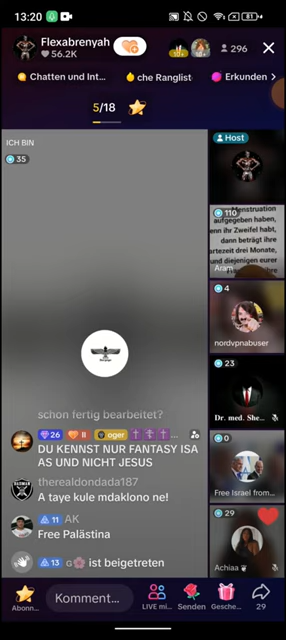 13:20
81%
Flexabrenyah
56.2K
296
Chatten und Int...
che Ranglist
Erkunden >
5/18
ICH BIN
35
Host
110
Menstruation
aufgegeben haben,
enn ihr Zweifel habt,
dann beträgt ihre
artezeit drei Monate,
und diejenigen eurer
Aram
4
nordvpnabuser
23
Dr. med. She...
0
Free Israel from...
29
Achiaa
schon fertig bearbeitet?
26
II
oger
...
DU KENNST NUR FANTASY ISA
AS UND NICHT JESUS
therealdondada187
A taye kule mdaklono ne!
11 AK
Free Palästina
13 G🌸 ist beigetreten
Abonn...
Kommentar...
LIVE mi...
Senden
Gesche...
29